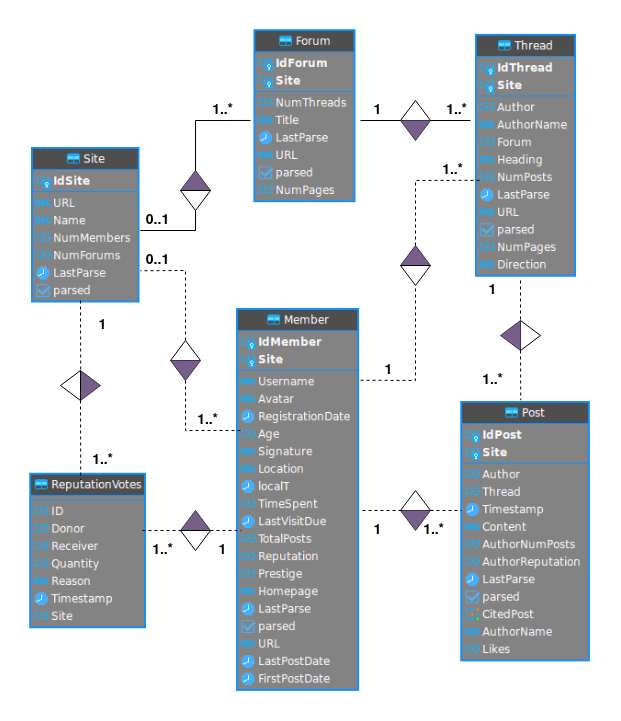 Forum
IdForum
Site
NumThreads
Title
LastParse
URL
parsed
NumPages
Thread
IdThread
Site
Author
AuthorName
Forum
Heading
NumPosts
LastParse
URL
parsed
NumPages
Direction
1..*
1
1..*
1..*
Site
IdSite
URL
Name
NumMembers
NumForums
LastParse
parsed
0..1
0..1
1
1
1..*
Member
IdMember
Site
Username
Avatar
RegistrationDate
Age
Signature
Location
localT
TimeSpent
LastVisitDue
TotalPosts
Reputation
Prestige
Homepage
LastParse
parsed
URL
LastPostDate
FirstPostDate
1
1..*
1..*
Post
IdPost
Site
Author
Thread
Timestamp
Content
AuthorNumPosts
AuthorReputation
LastParse
parsed
CitedPost
AuthorName
Likes
ReputationVotes
ID
Donor
Receiver
Quantity
Reason
Timestamp
Site
1..*
1
1
1..*